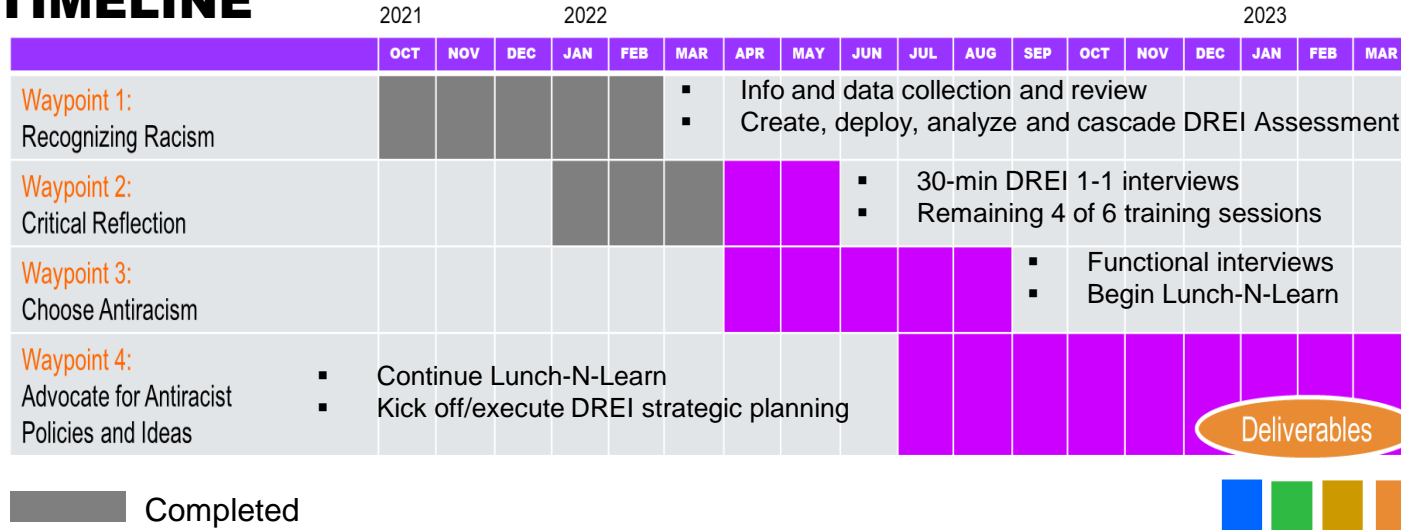 TIMELINE
2021 2022 2023
OCT NOV DEC JAN FEB MAR APR MAY JUN JUL AUG SEP OCT NOV DEC JAN FEB MAR
Waypoint 1:
Recognizing Racism
▪ Info and data collection and review
▪ Create, deploy, analyze and cascade DREI Assessment
Waypoint 2:
Critical Reflection
▪ 30-min DREI 1-1 interviews
▪ Remaining 4 of 6 training sessions
Waypoint 3:
Choose Antiracism
▪ Functional interviews
▪ Begin Lunch-N-Learn
Waypoint 4:
Advocate for Antiracist
Policies and Ideas
▪ Continue Lunch-N-Learn
▪ Kick off/execute DREI strategic planning
Deliverables
Completed